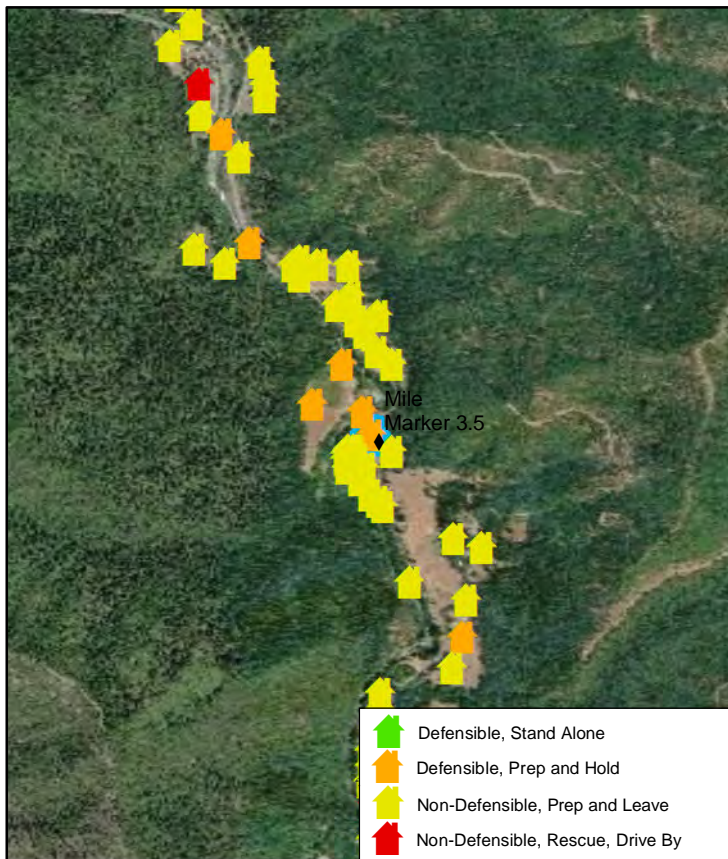 Mile
Marker 3.5
Defensible, Stand Alone
Defensible, Prep and Hold
Non-Defensible, Prep and Leave
Non-Defensible, Rescue, Drive By